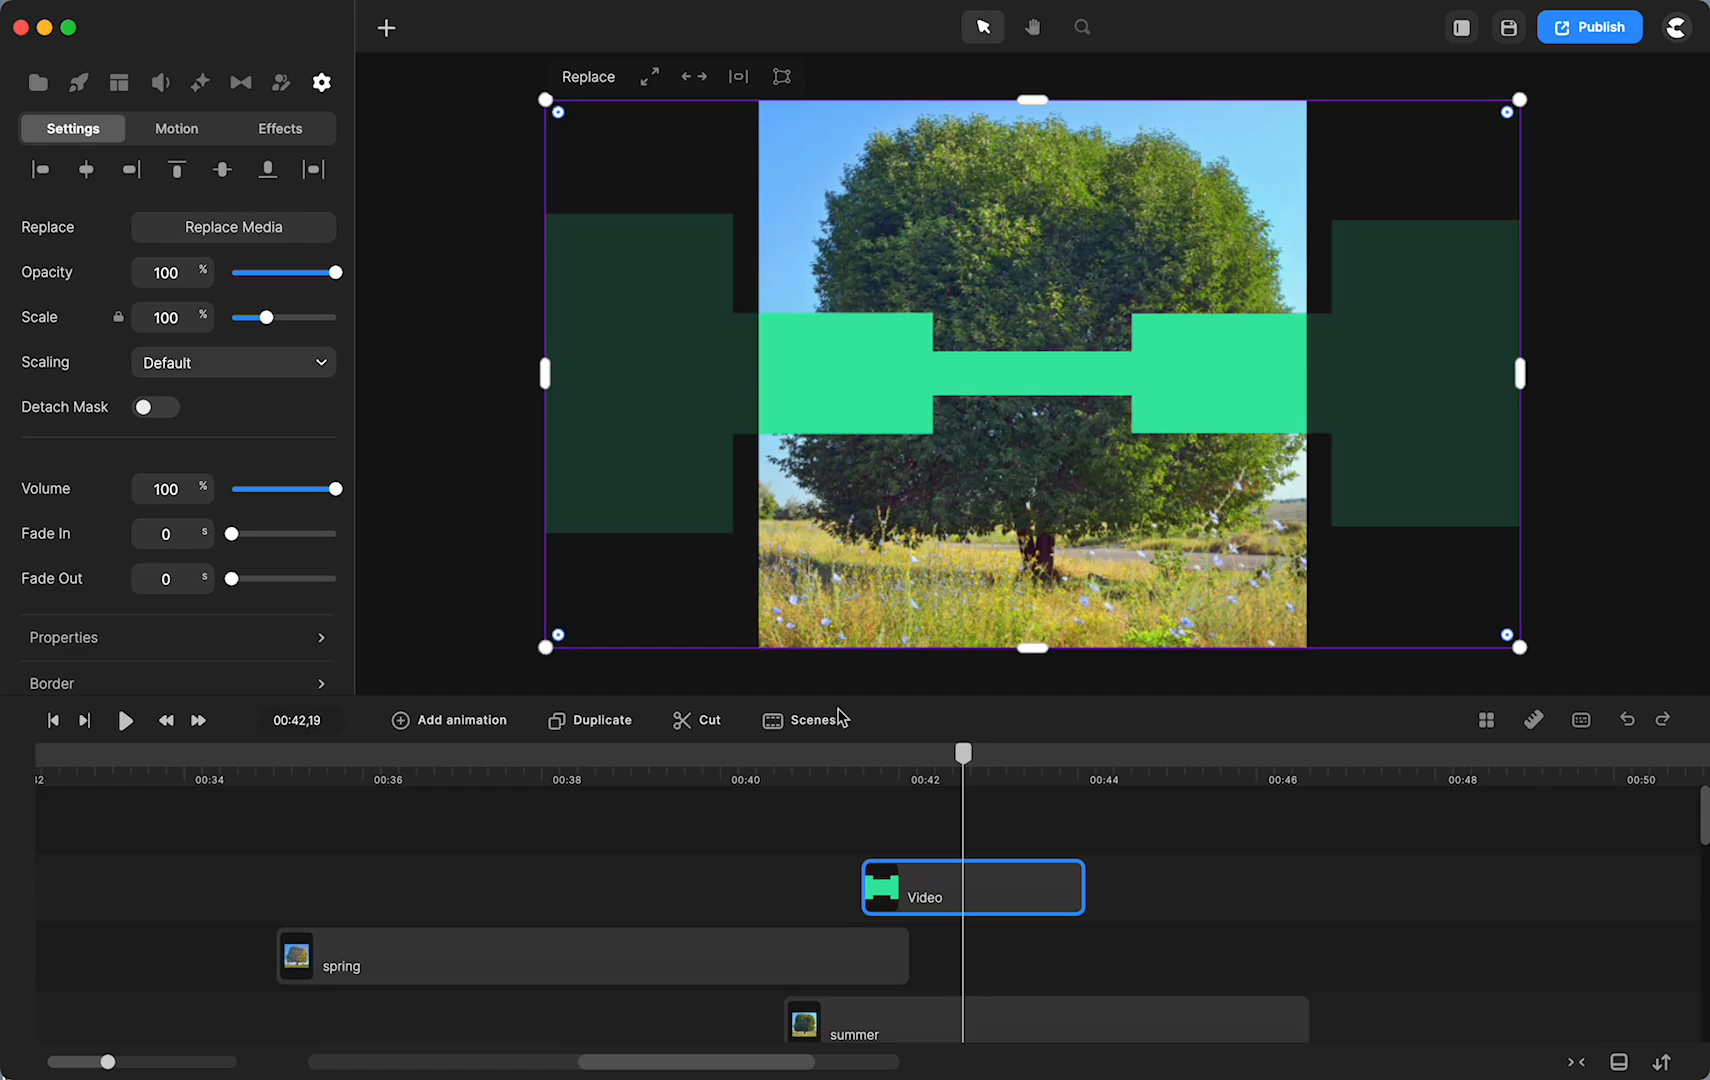 Publish
Replace
Settings
Motion
Effects
Replace
Replace Media
Opacity
100 %
Scale
100 %
Scaling
Default
Detach Mask
Volume
100 %
Fade In
0 s
Fade Out
0 s
Properties
Border
00:42,19
Add animation
Duplicate
Cut
Scenes
32
00:34
00:36
00:38
00:40
00:42
00:44
00:46
00:48
00:50
Video
spring
summer